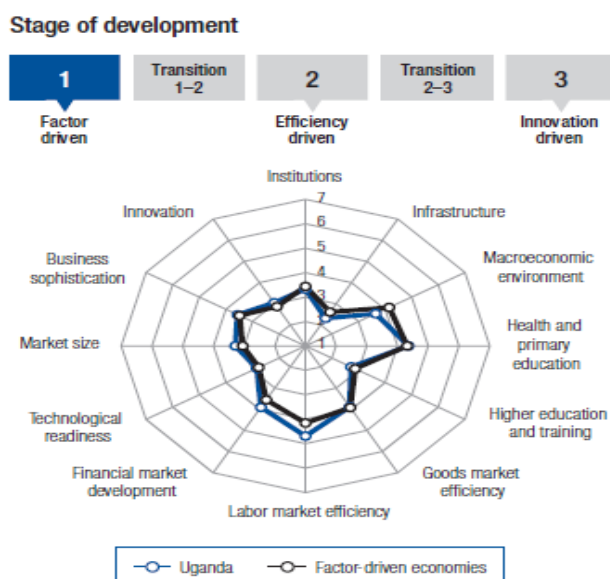 Stage of development
1
Transition
1–2
2
Transition
2–3
3
Factor
driven
Efficiency
driven
Innovation
driven
Institutions
7
6
5
4
3
2
1
Innovation
Infrastructure
Business
sophistication
Macroeconomic
environment
Market size
Health and
primary
education
Technological
readiness
Higher education
and training
Financial market
development
Goods market
efficiency
Labor market efficiency
Uganda
Factor-driven economies